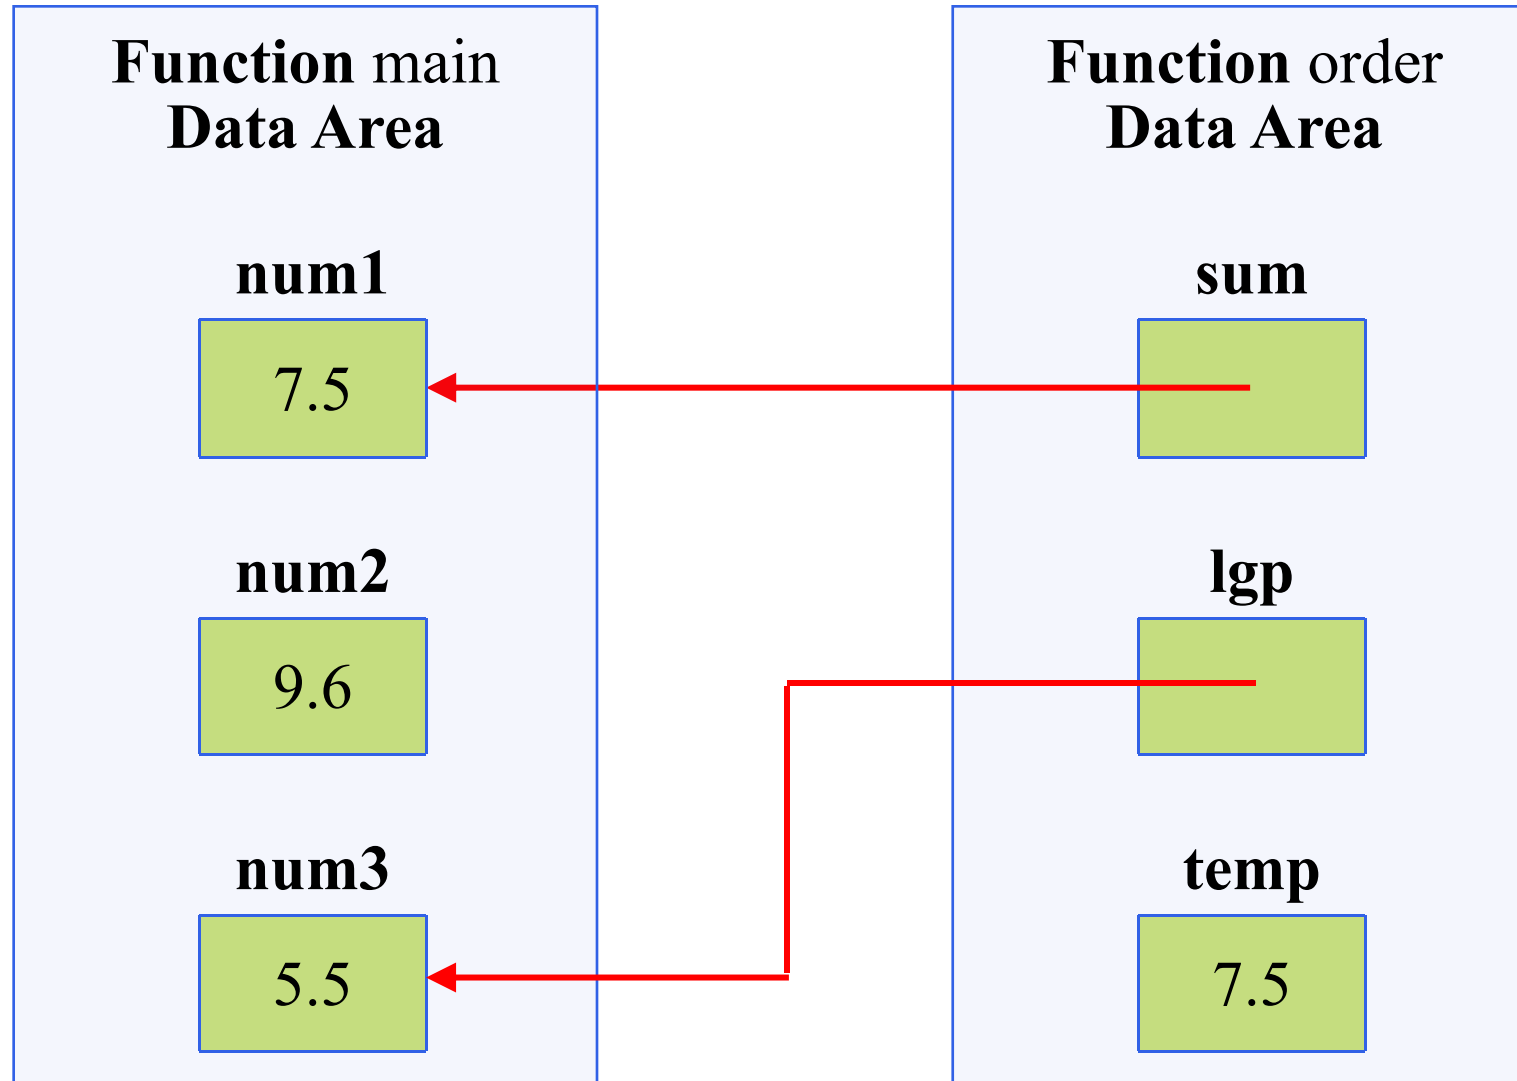 Function main
Data Area
num1
7.5
num2
9.6
num3
5.5
Function order
Data Area
sum
lgp
temp
7.5